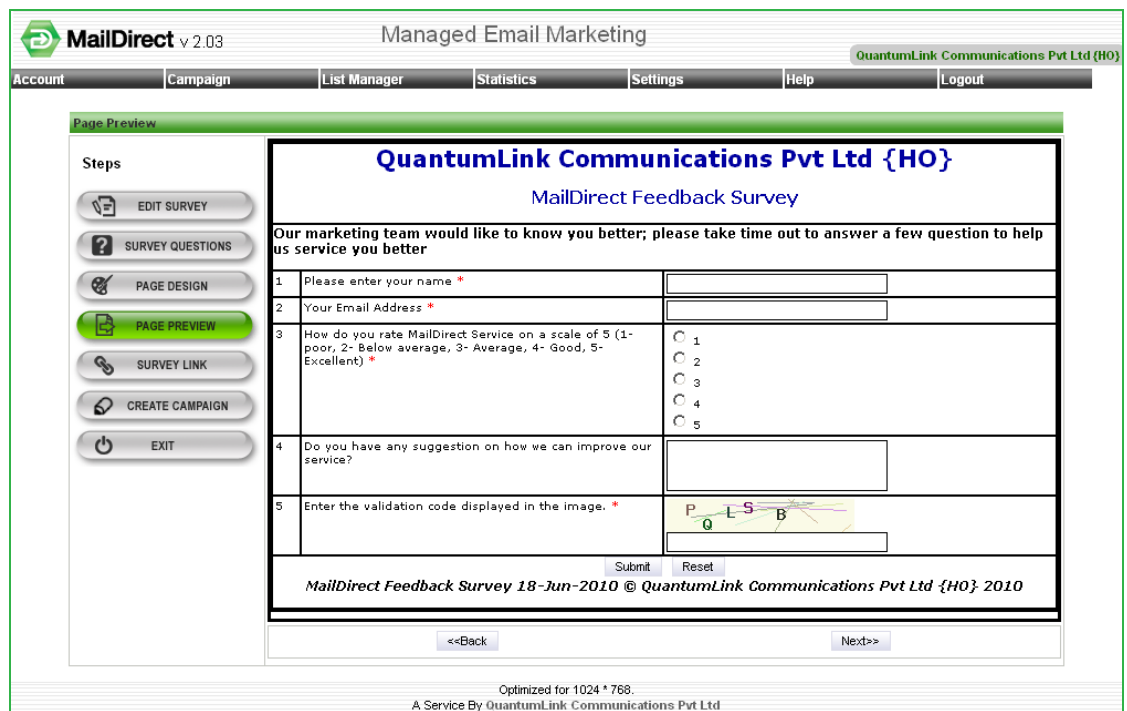 MailDirect v 2.03
Managed Email Marketing
QuantumLink Communications Pvt Ltd {HO}
Account Campaign List Manager Statistics Settings Help Logout
Page Preview
Steps
EDIT SURVEY
SURVEY QUESTIONS
PAGE DESIGN
PAGE PREVIEW
SURVEY LINK
CREATE CAMPAIGN
EXIT
QuantumLink Communications Pvt Ltd {HO}
MailDirect Feedback Survey
Our marketing team would like to know you better; please take time out to answer a few question to help
us service you better
1 Please enter your name *
2 Your Email Address *
3 How do you rate MailDirect Service on a scale of 5 (1-
poor, 2- Below average, 3- Average, 4- Good, 5-
Excellent) *
1
2
3
4
5
4 Do you have any suggestion on how we can improve our
service?
5 Enter the validation code displayed in the image. *
P Q L S B
Submit Reset
MailDirect Feedback Survey 18-Jun-2010 © QuantumLink Communications Pvt Ltd {HO} 2010
<<Back Next>>
Optimized for 1024 * 768.
A Service By QuantumLink Communications Pvt Ltd